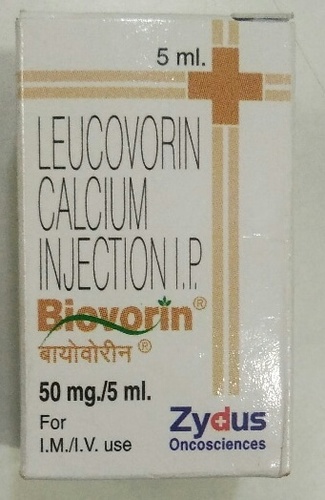 5 ml.
LEUCOVORIN
CALCIUM
INJECTION I.P.
Biovorin®
बायोवोरीन ®
50 mg./5 ml.
For
I.M./I.V. use
Zydus
Oncosciences